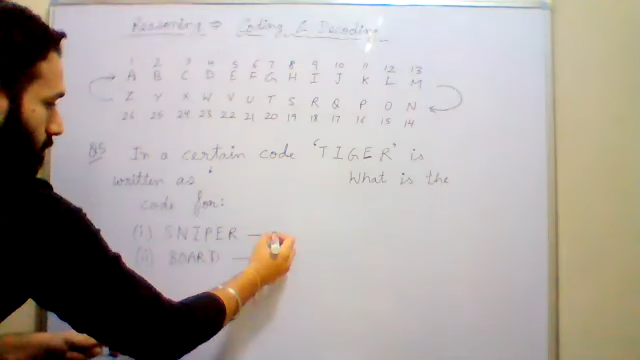 Reasoning ⇒ Coding & Decoding
1 2 3 4 5 6 7 8 9 10 11 12 13
A B C D E F G H I J K L M
Z Y X W V U T S R Q P O N
26 25 24 23 22 21 20 19 18 17 16 15 14
Q5 In a certain code 'TIGER' is
written as ' What is the
code for:
(i) SNIPER —
(ii) BOARD —